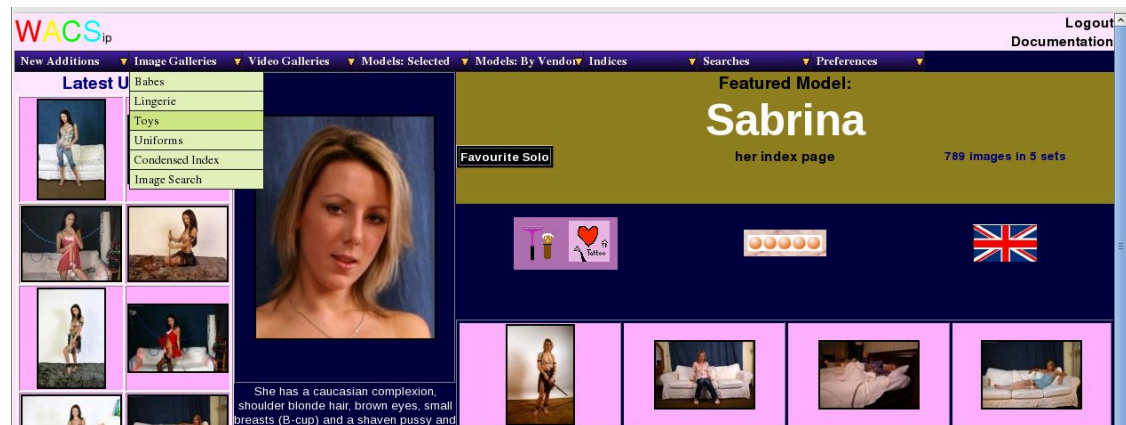 WACSip
Logout
Documentation
New Additions Image Galleries Video Galleries Models: Selected Models: By Vendor Indices Searches Preferences
Latest U
Babes
Lingerie
Toys
Uniforms
Condensed Index
Image Search
Featured Model:
Sabrina
Favourite Solo
her index page
789 images in 5 sets
Tattoo
She has a caucasian complexion,
shoulder blonde hair, brown eyes, small
breasts (B-cup) and a shaven pussy and